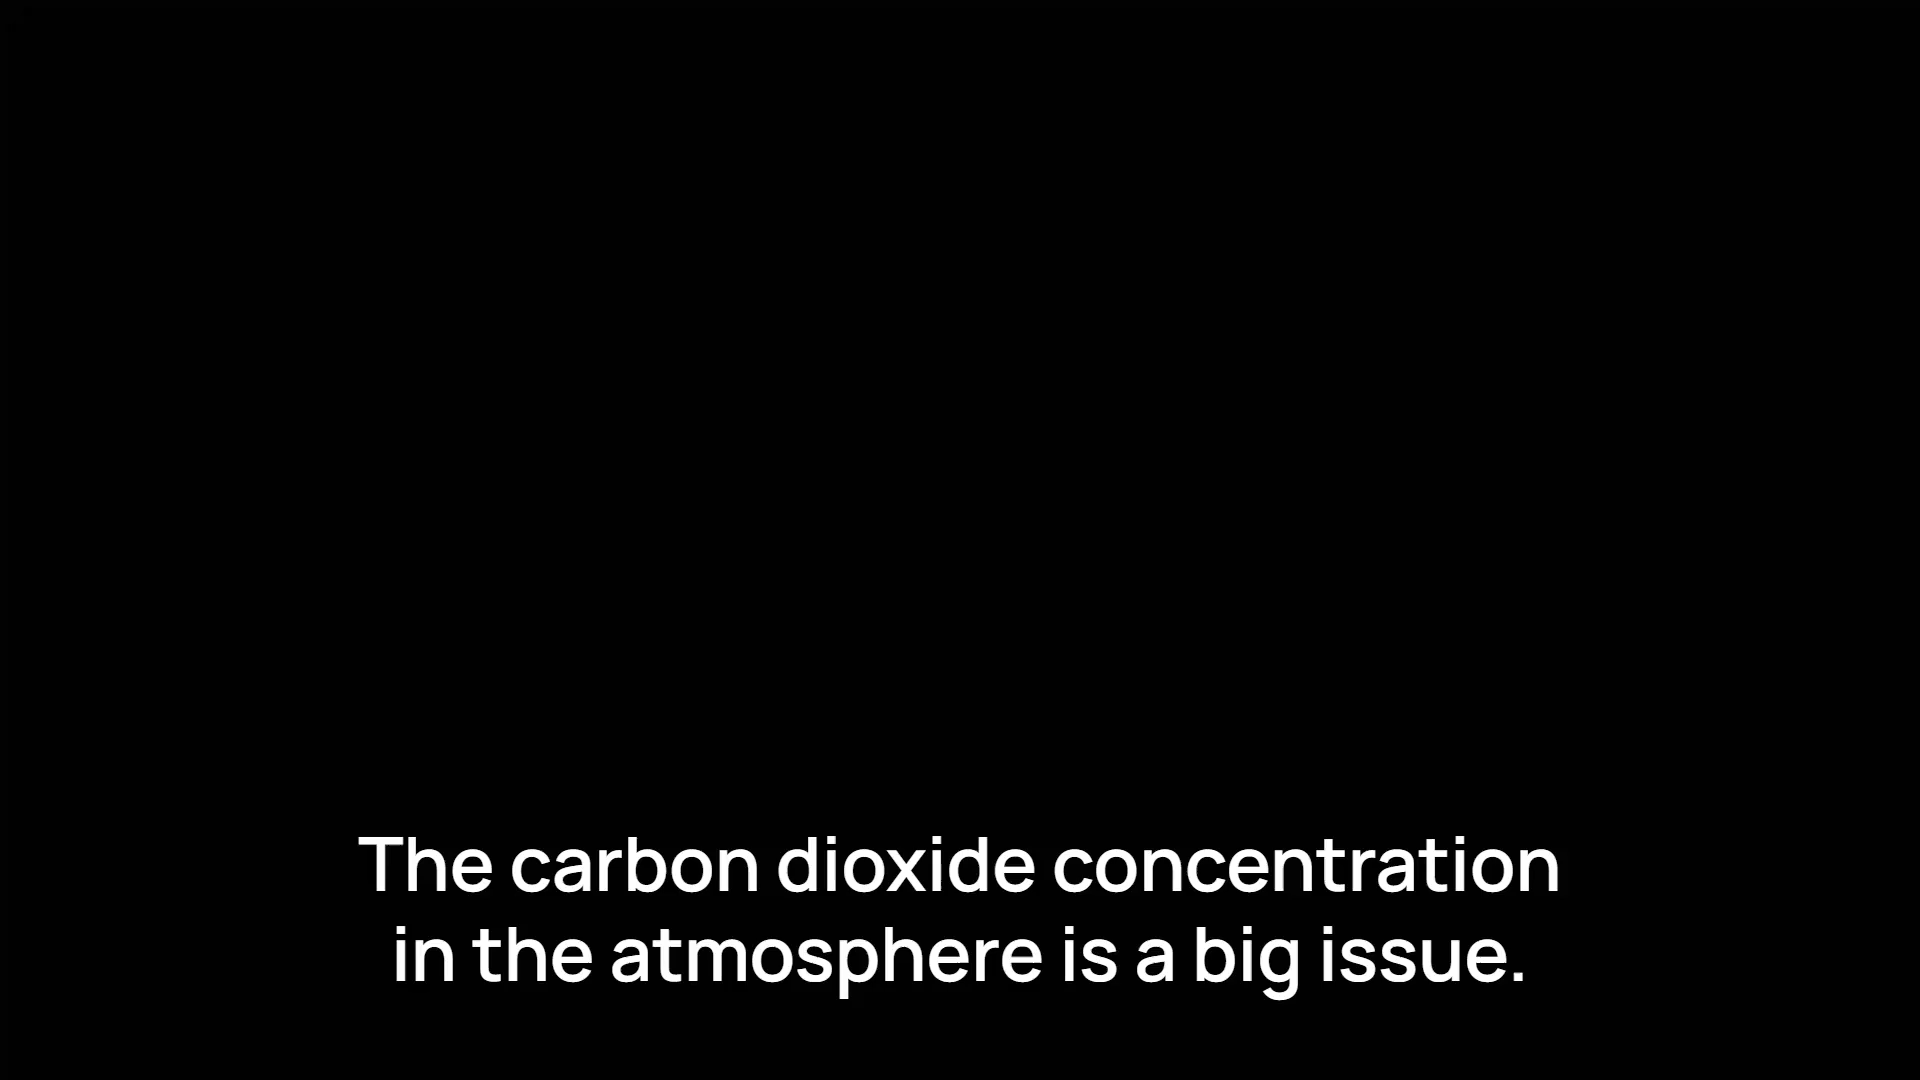 The carbon dioxide concentration
in the atmosphere is a big issue.